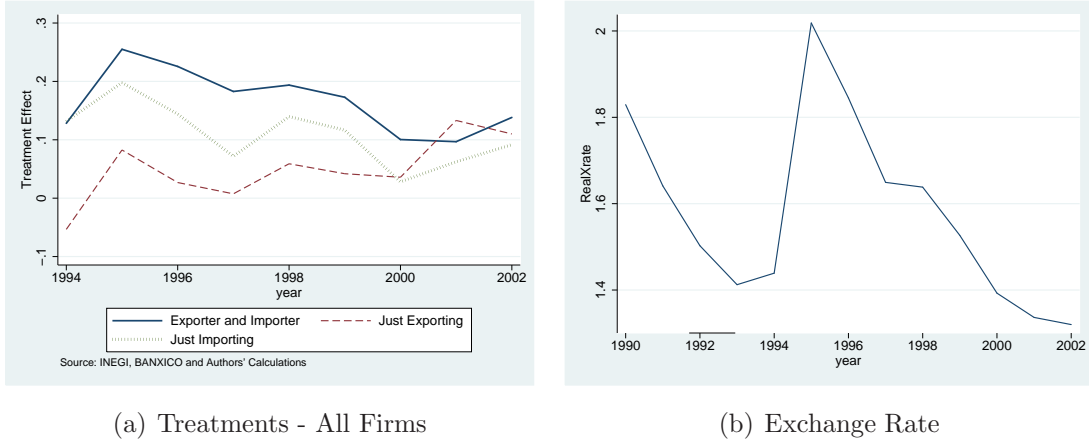 .3
.2
.1
0
−.1
Treatment Effect
1994
1996
1998
2000
2002
year
Exporter and Importer
Just Exporting
Just Importing
Source: INEGI, BANXICO and Authors' Calculations
(a) Treatments - All Firms
2
1.8
1.6
1.4
RealXrate
1990
1992
1994
1996
1998
2000
2002
year
(b) Exchange Rate